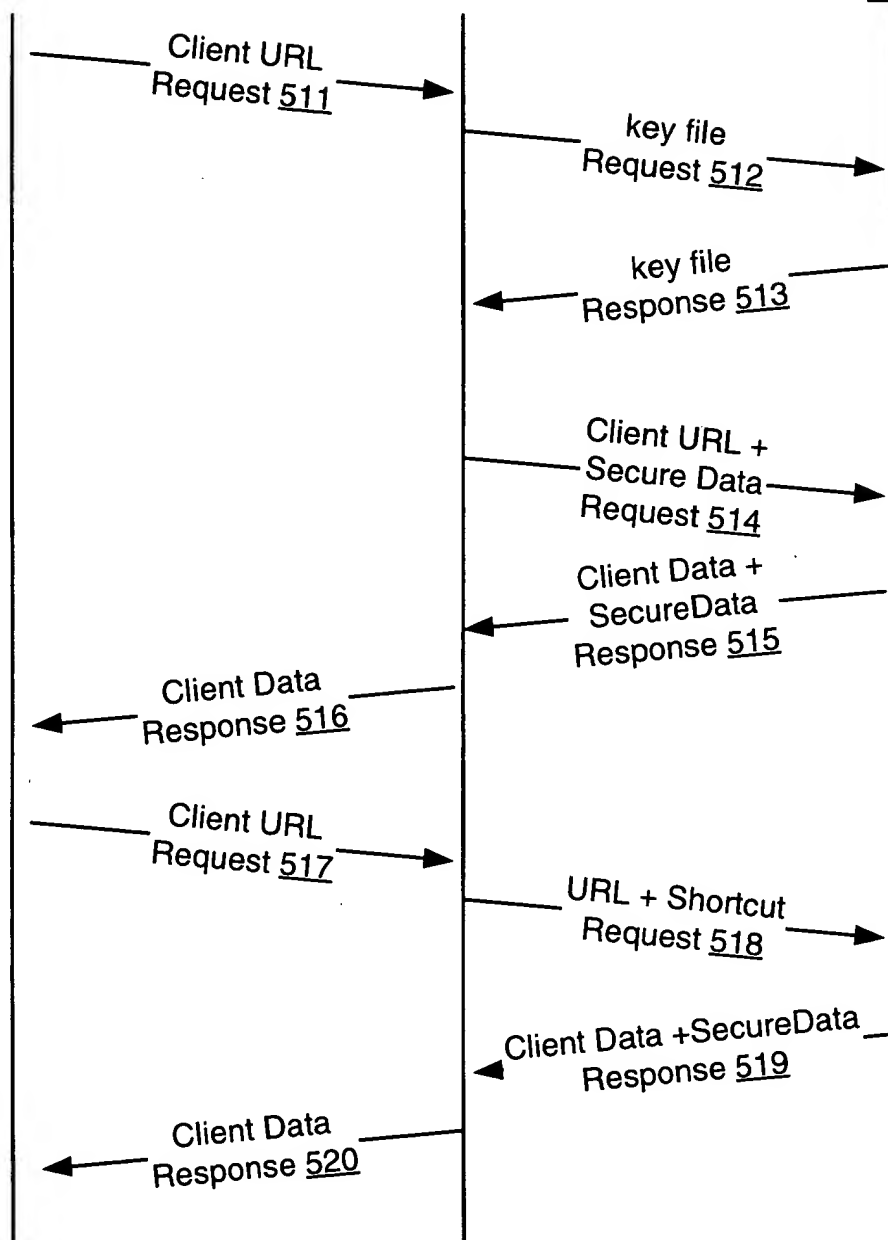 Client URL
Request 511
key file
Request 512
key file
Response 513
Client URL +
Secure Data
Request 514
Client Data +
SecureData
Response 515
Client Data
Response 516
Client URL
Request 517
URL + Shortcut
Request 518
Client Data +SecureData
Response 519
Client Data
Response 520